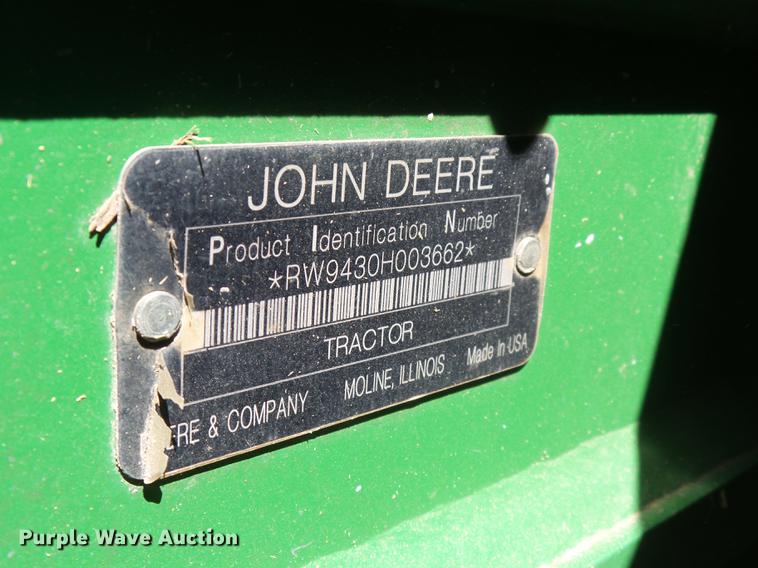 JOHN DEERE
Product Identification Number
*RW9430H003662*
TRACTOR
ERE & COMPANY MOLINE, ILLINOIS Made In USA
Purple Wave Auction